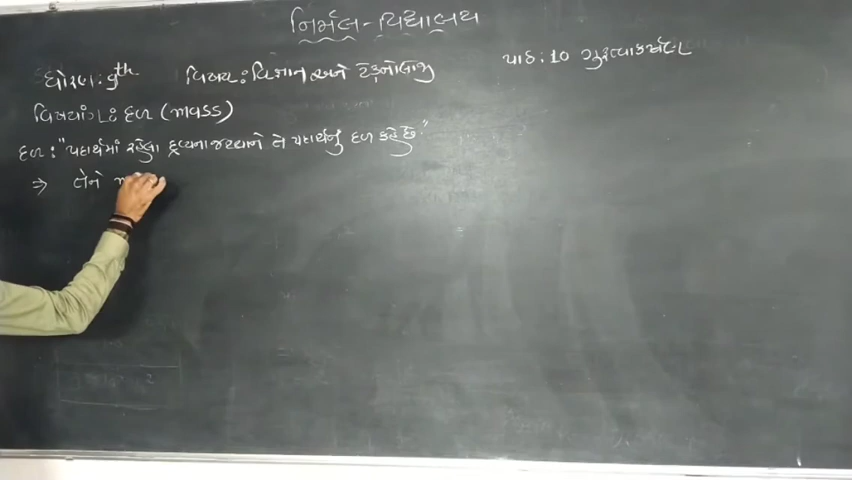 નિર્મલ-વિદ્યાલય
ધોરણ: 9th વિષય: વિજ્ઞાન અને ટેકનોલોજી પાઠ: 10 ગુરુત્વાકર્ષણ
વિષયાંગ: દળ (MASS)
દળ: "પદાર્થમાં રહેલા દ્રવ્યના જથ્થાને તે પદાર્થનું દળ કહે છે."
⇒ તેને